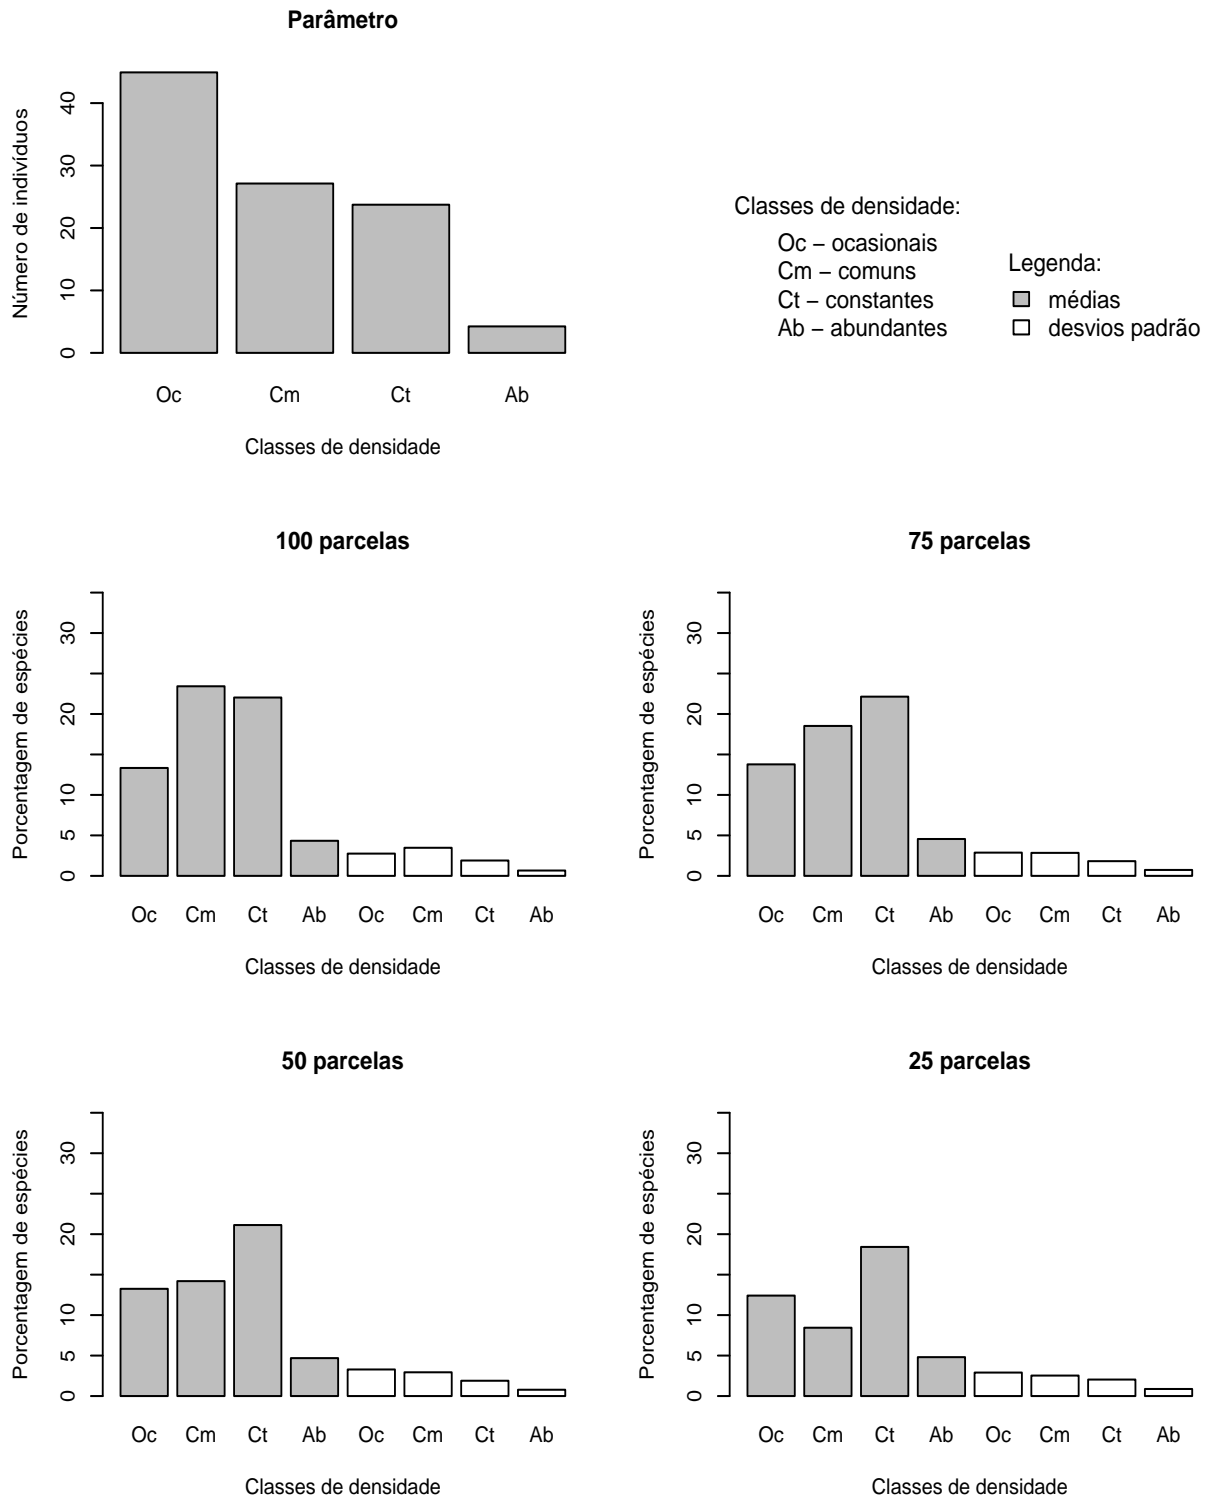 Parâmetro
Número de indivíduos
0 10 20 30 40
Oc Cm Ct Ab
Classes de densidade
Classes de densidade:
Oc − ocasionais
Cm − comuns
Ct − constantes
Ab − abundantes
Legenda:
médias
desvios padrão
100 parcelas
Porcentagem de espécies
0 5 10 20 30
Oc Cm Ct Ab Oc Cm Ct Ab
Classes de densidade
75 parcelas
Porcentagem de espécies
0 5 10 20 30
Oc Cm Ct Ab Oc Cm Ct Ab
Classes de densidade
50 parcelas
Porcentagem de espécies
0 5 10 20 30
Oc Cm Ct Ab Oc Cm Ct Ab
Classes de densidade
25 parcelas
Porcentagem de espécies
0 5 10 20 30
Oc Cm Ct Ab Oc Cm Ct Ab
Classes de densidade